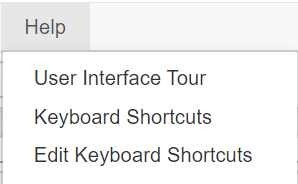 Help
User Interface Tour
Keyboard Shortcuts
Edit Keyboard Shortcuts